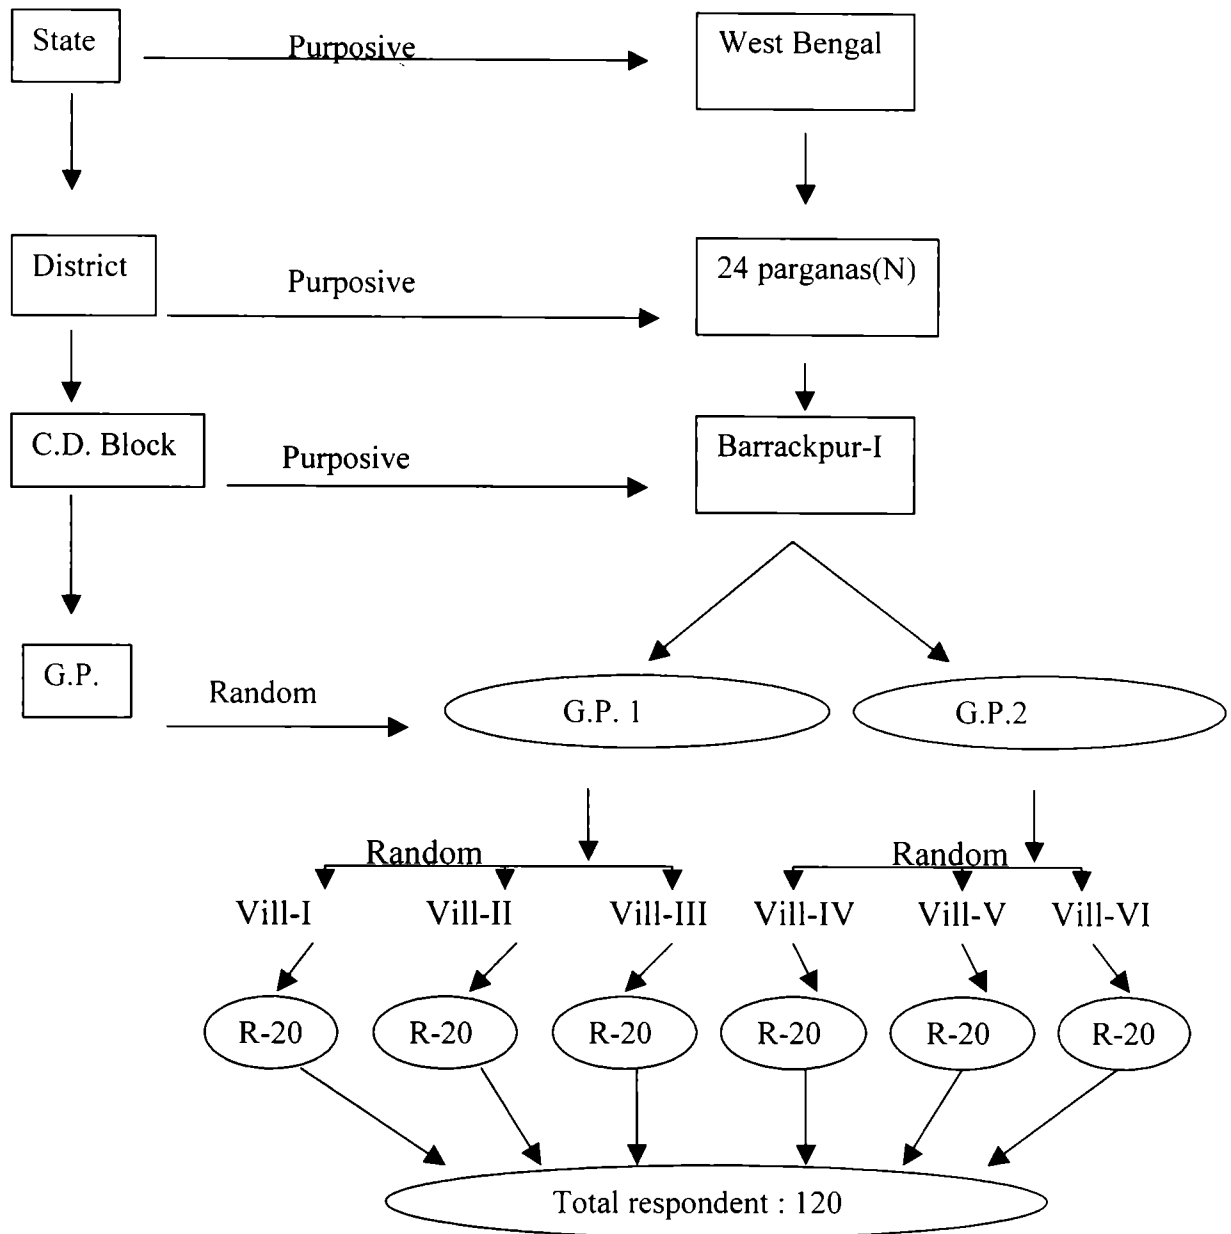 State
Purposive
West Bengal
District
Purposive
24 parganas(N)
C.D. Block
Purposive
Barrackpur-I
G.P.
Random
G.P. 1
G.P.2
Random
Random
Vill-I
Vill-II
Vill-III
Vill-IV
Vill-V
Vill-VI
R-20
R-20
R-20
R-20
R-20
R-20
Total respondent : 120